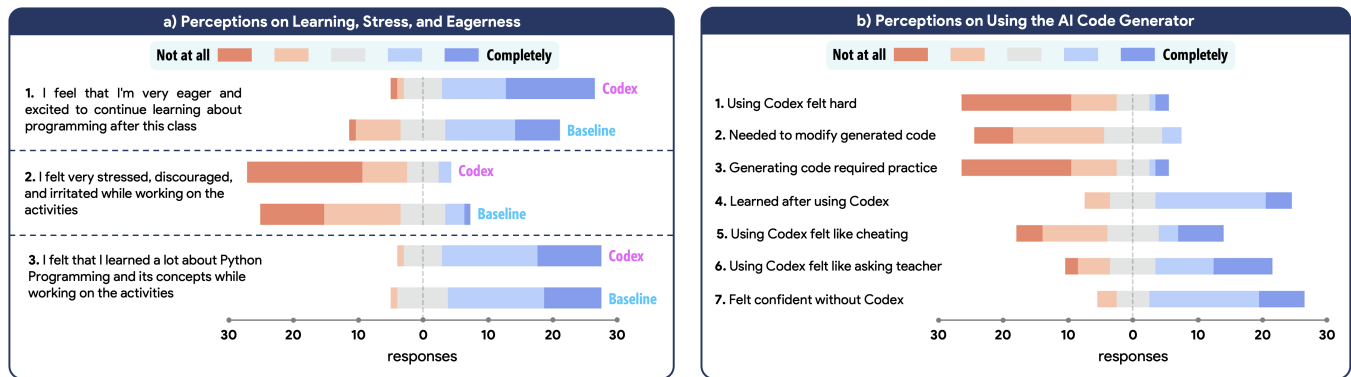 a) Perceptions on Learning, Stress, and Eagerness
Not at all
Completely
1. I feel that I'm very eager and
excited to continue learning about
programming after this class
Codex
Baseline
2. I felt very stressed, discouraged,
and irritated while working on the
activities
Codex
Baseline
3. I felt that I learned a lot about Python
Programming and its concepts while
working on the activities
Codex
Baseline
30 20 10 0 10 20 30
responses
b) Perceptions on Using the AI Code Generator
Not at all
Completely
1. Using Codex felt hard
2. Needed to modify generated code
3. Generating code required practice
4. Learned after using Codex
5. Using Codex felt like cheating
6. Using Codex felt like asking teacher
7. Felt confident without Codex
30 20 10 0 10 20 30
responses